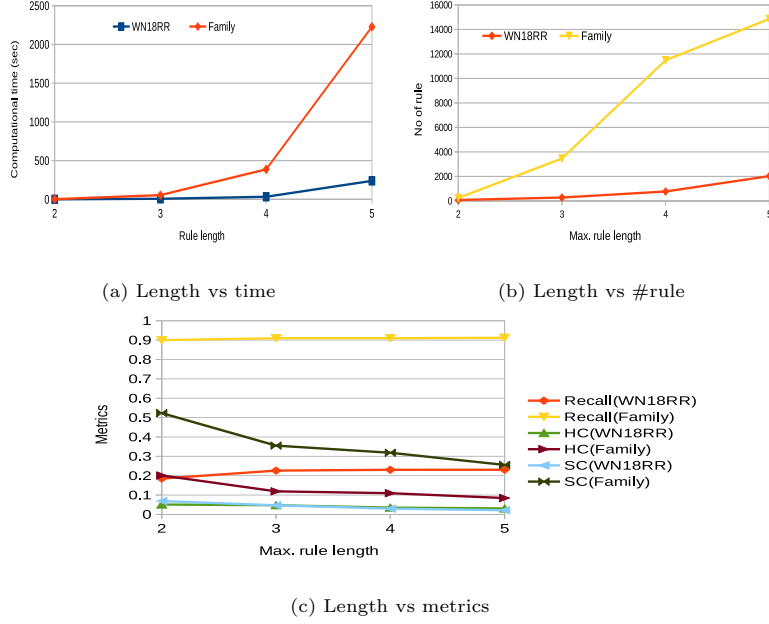 2500
2000
1500
1000
500
0
Computational time (sec)
WN18RR
Family
2 3 4 5
Rule length
16000
14000
12000
10000
8000
6000
4000
2000
0
No of rule
WN18RR
Family
2 3 4 5
Max. rule length
(a) Length vs time
(b) Length vs #rule
1
0.9
0.8
0.7
0.6
0.5
0.4
0.3
0.2
0.1
0
Metrics
2 3 4 5
Max. rule length
Recall(WN18RR)
Recall(Family)
HC(WN18RR)
HC(Family)
SC(WN18RR)
SC(Family)
(c) Length vs metrics